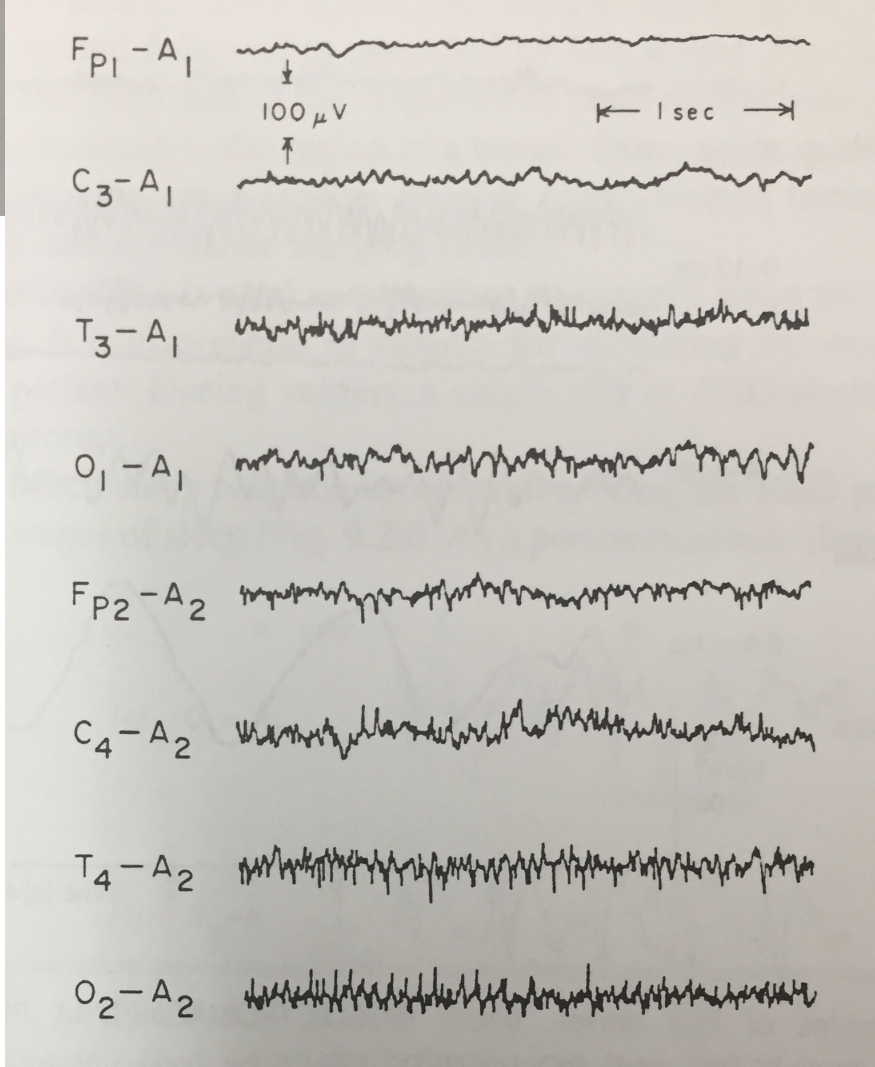 FP1 – A1
100 μV
1 sec
C3 – A1
T3 – A1
O1 – A1
FP2 – A2
C4 – A2
T4 – A2
O2 – A2